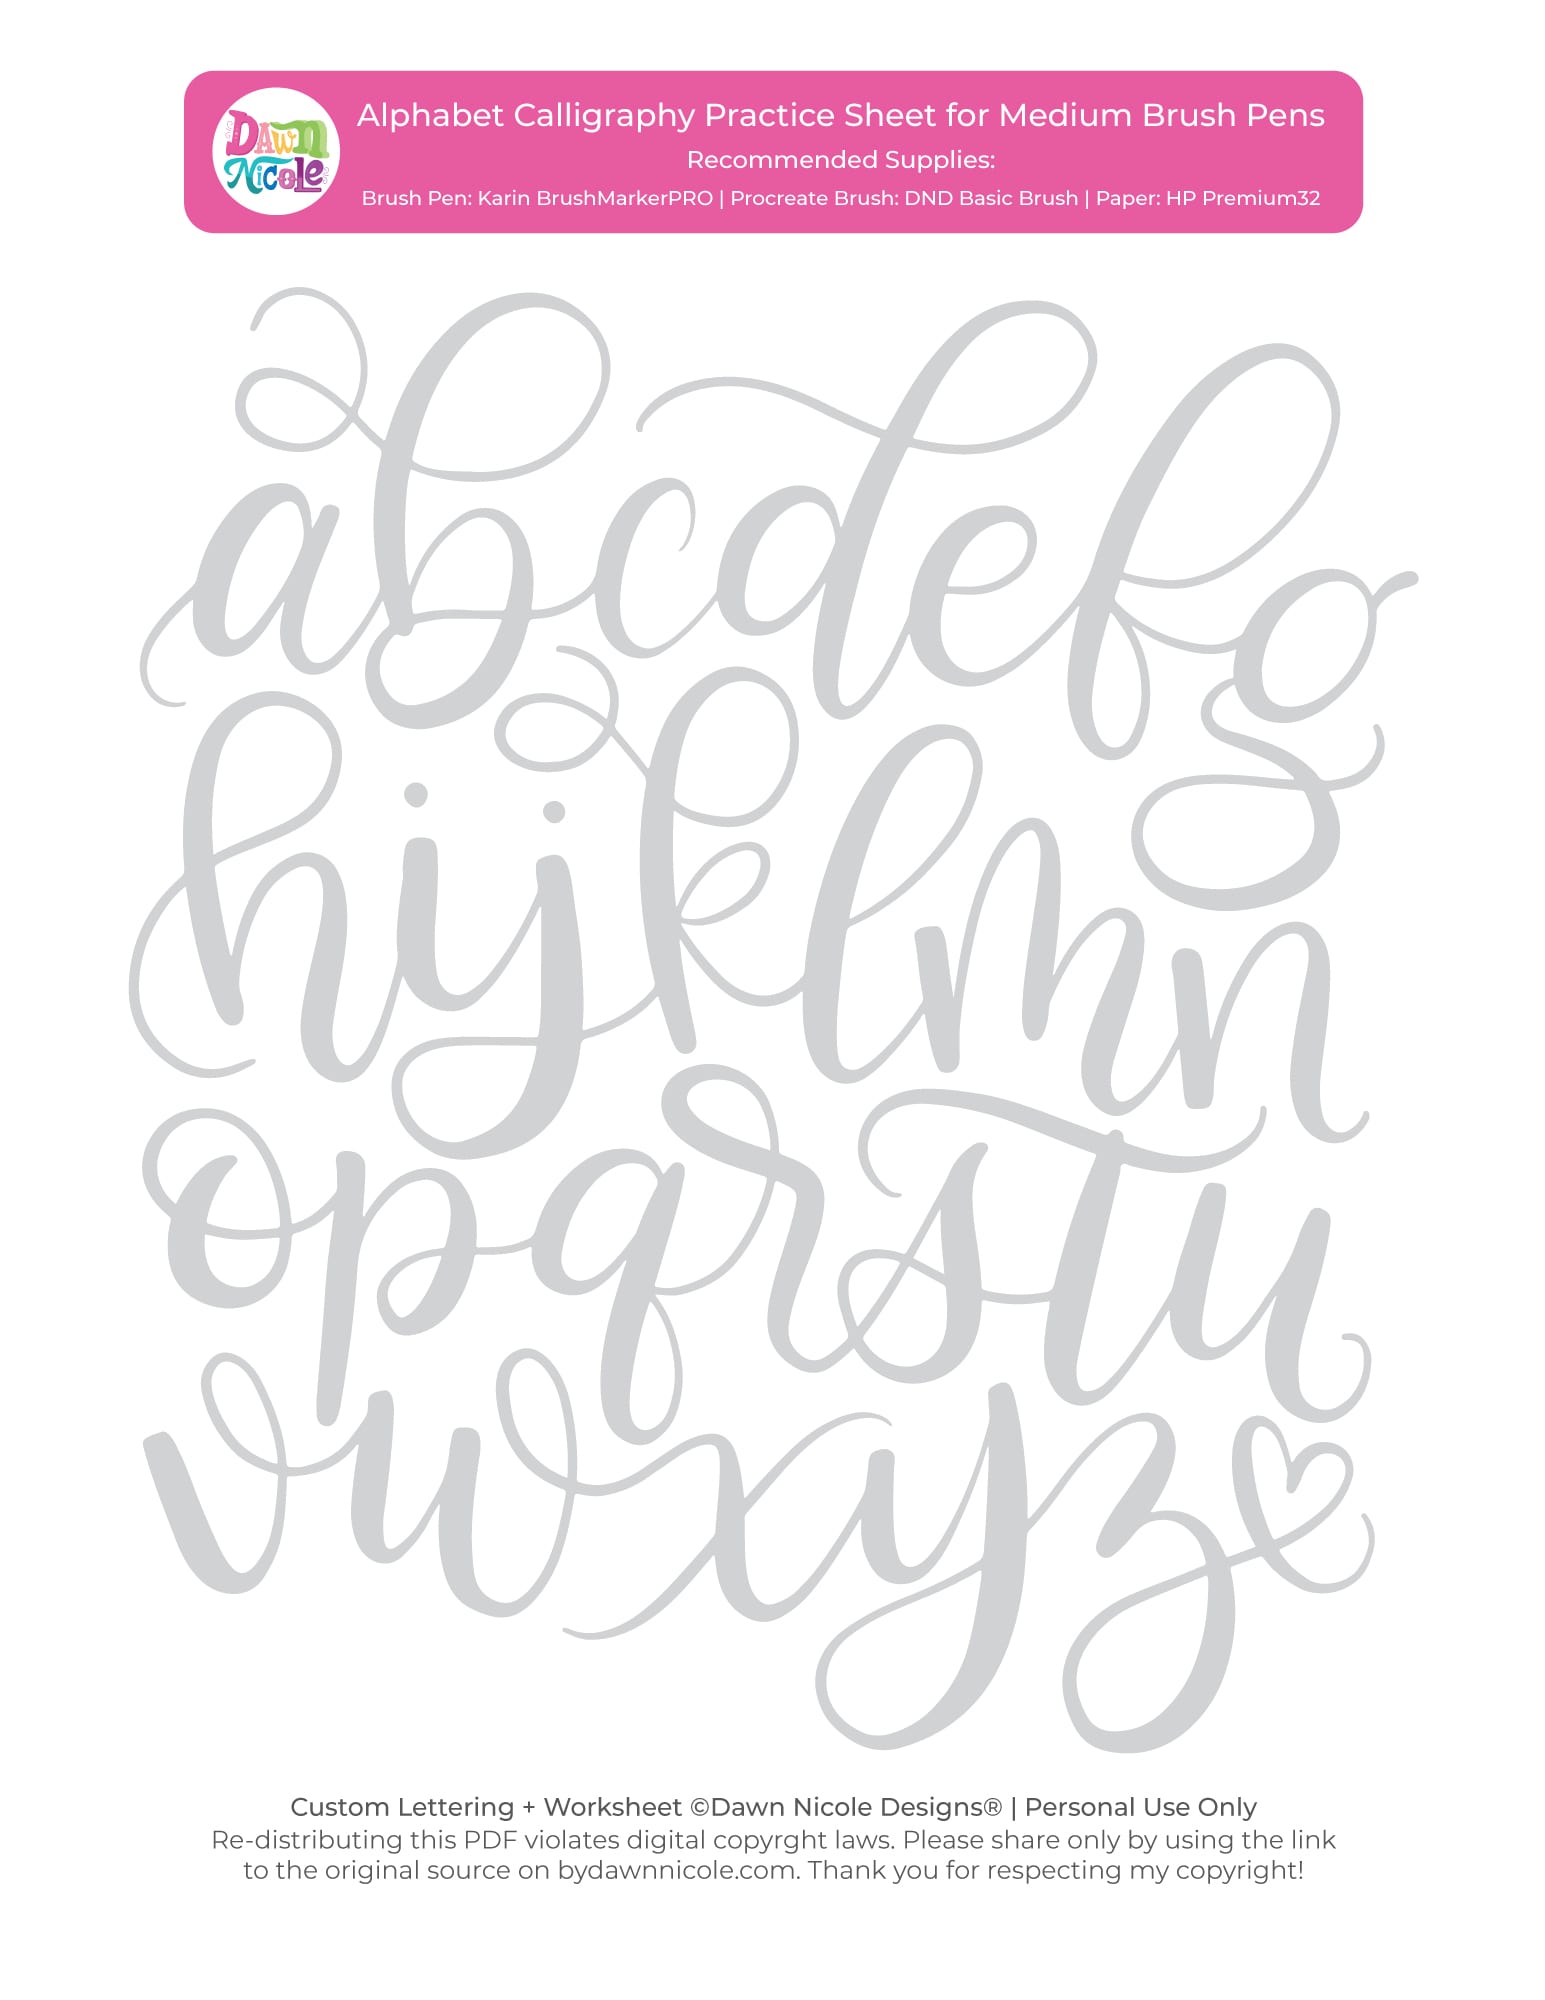 Dawn
Nicole
Alphabet Calligraphy Practice Sheet for Medium Brush Pens
Recommended Supplies:
Brush Pen: Karin BrushMarkerPRO | Procreate Brush: DND Basic Brush | Paper: HP Premium32
abcdefg
hijklmn
opqrstu
vwxyz
Custom Lettering + Worksheet ©Dawn Nicole Designs® | Personal Use Only
Re-distributing this PDF violates digital copyrght laws. Please share only by using the link
to the original source on bydawnnicole.com. Thank you for respecting my copyright!